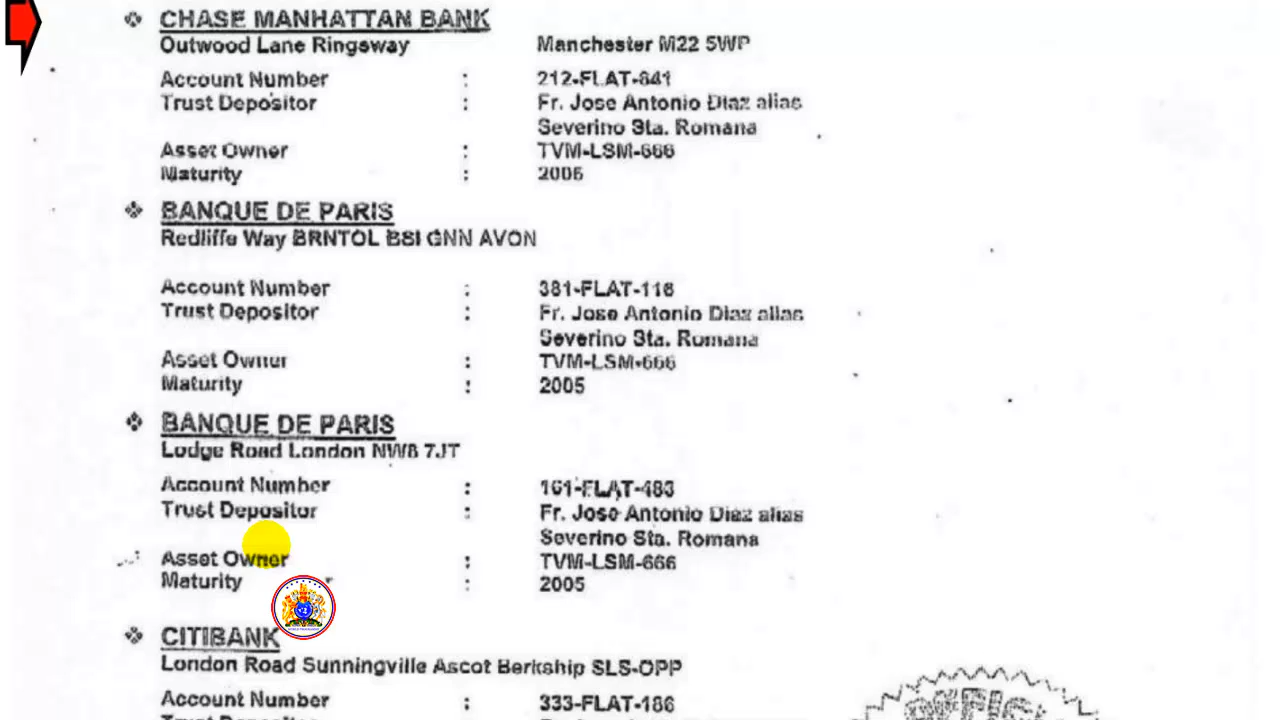 CHASE MANHATTAN BANK
Outwood Lane Ringsway Manchester M22 5WP
Account Number : 212-FLAT-841
Trust Depositor : Fr. Jose Antonio Diaz alias
Severino Sta. Romana
Asset Owner : TVM-LSM-666
Maturity : 2005
BANQUE DE PARIS
Redliffe Way BRNTOL BSI GNN AVON
Account Number : 381-FLAT-118
Trust Depositor : Fr. Jose Antonio Diaz alias
Severino Sta. Romana
Asset Owner : TVM-LSM-666
Maturity : 2005
BANQUE DE PARIS
Lodge Road London NW8 7JT
Account Number : 161-FLAT-483
Trust Depositor : Fr. Jose Antonio Diaz alias
Severino Sta. Romana
Asset Owner : TVM-LSM-666
Maturity : 2005
CITIBANK
London Road Sunningville Ascot Berkship SLS-OPP
Account Number : 333-FLAT-186